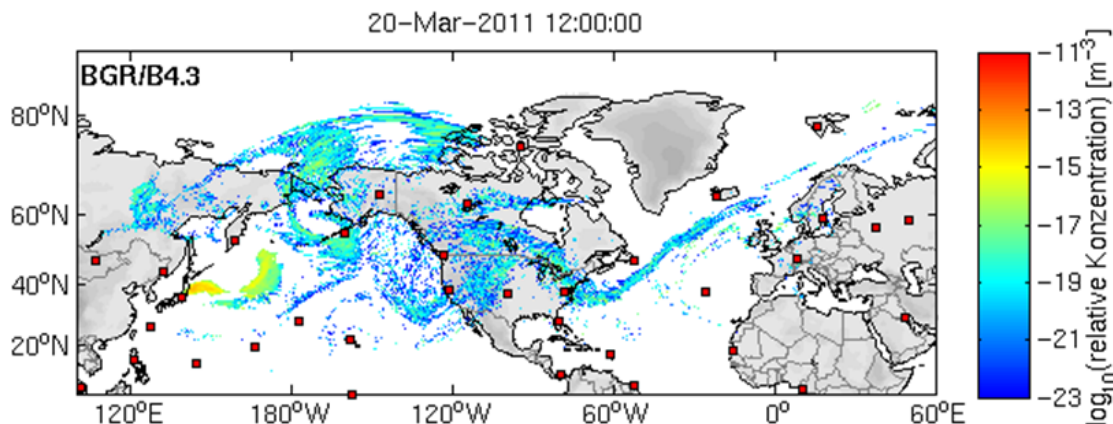 20-Mar-2011 12:00:00
BGR/B4.3
80°N
60°N
40°N
20°N
120°E
180°W
120°W
60°W
0°
60°E
-11
-13
-15
-17
-19
-21
-23
log10(relative Konzentration) [m-3]